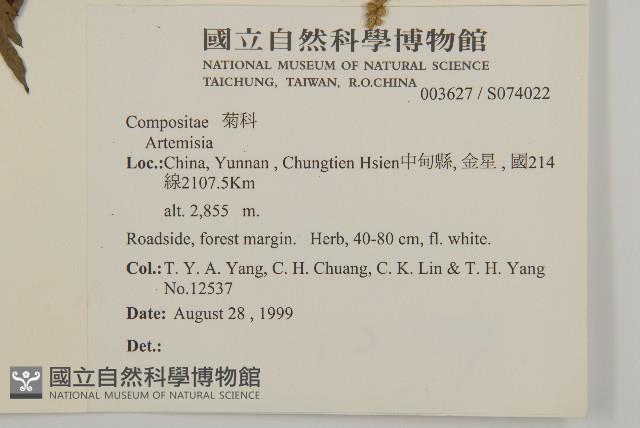 國立自然科學博物館
NATIONAL MUSEUM OF NATURAL SCIENCE
TAICHUNG, TAIWAN, R.O.CHINA
003627 / S074022
Compositae 菊科
Artemisia
Loc.:China, Yunnan , Chungtien Hsien中甸縣, 金星 , 國214
線2107.5Km
alt. 2,855 m.
Roadside, forest margin. Herb, 40-80 cm, fl. white.
Col.: T. Y. A. Yang, C. H. Chuang, C. K. Lin & T. H. Yang
No.12537
Date: August 28 , 1999
Det.:
國立自然科學博物館
NATIONAL MUSEUM OF NATURAL SCIENCE